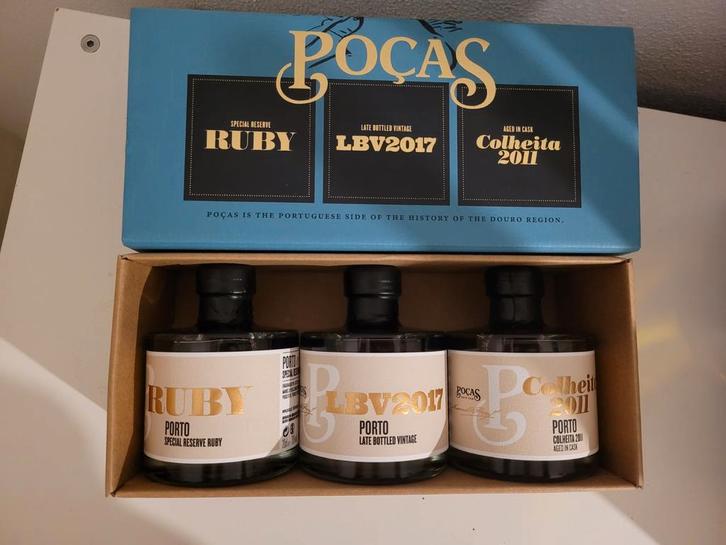 POÇAS
SPECIAL RESERVE
RUBY
LATE BOTTLED VINTAGE
LBV2017
AGED IN CASK
Colheita
2011
POÇAS IS THE PORTUGUESE SIDE OF THE HISTORY OF THE DOURO REGION.
RUBY
PORTO
SPECIAL RESERVE RUBY
PORTO
P
LBV2017
PORTO
LATE BOTTLED VINTAGE
POÇAS
P
Colheita
2011
PORTO
COLHEITA 2011
AGED IN CASK